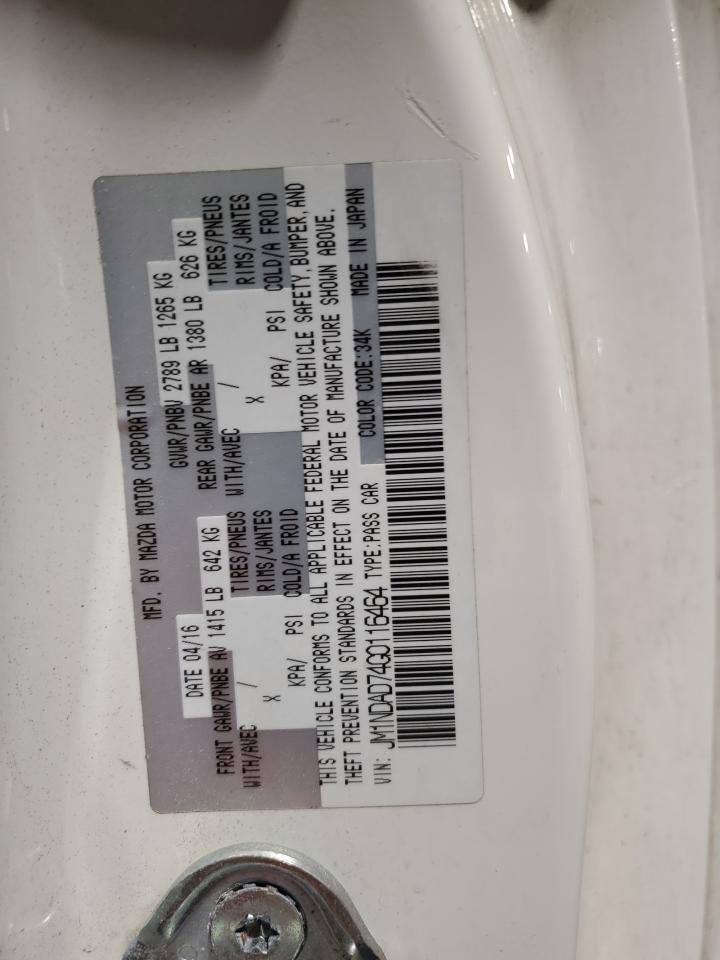 MFD. BY MAZDA MOTOR CORPORATION
DATE 04/16 GVWR/PNBV 2789 LB 1265 KG
FRONT GAWR/PNBE AV 1415 LB 642 KG REAR GAWR/PNBE AR 1380 LB 626 KG
WITH/AVEC / TIRES/PNEUS WITH/AVEC / TIRES/PNEUS
X RIMS/JANTES X RIMS/JANTES
KPA/ PSI COLD/A FROID KPA/ PSI COLD/A FROID
THIS VEHICLE CONFORMS TO ALL APPLICABLE FEDERAL MOTOR VEHICLE SAFETY, BUMPER, AND
THEFT PREVENTION STANDARDS IN EFFECT ON THE DATE OF MANUFACTURE SHOWN ABOVE.
VIN: JM1NDAD74G0116464 TYPE:PASS CAR COLOR CODE:34K MADE IN JAPAN